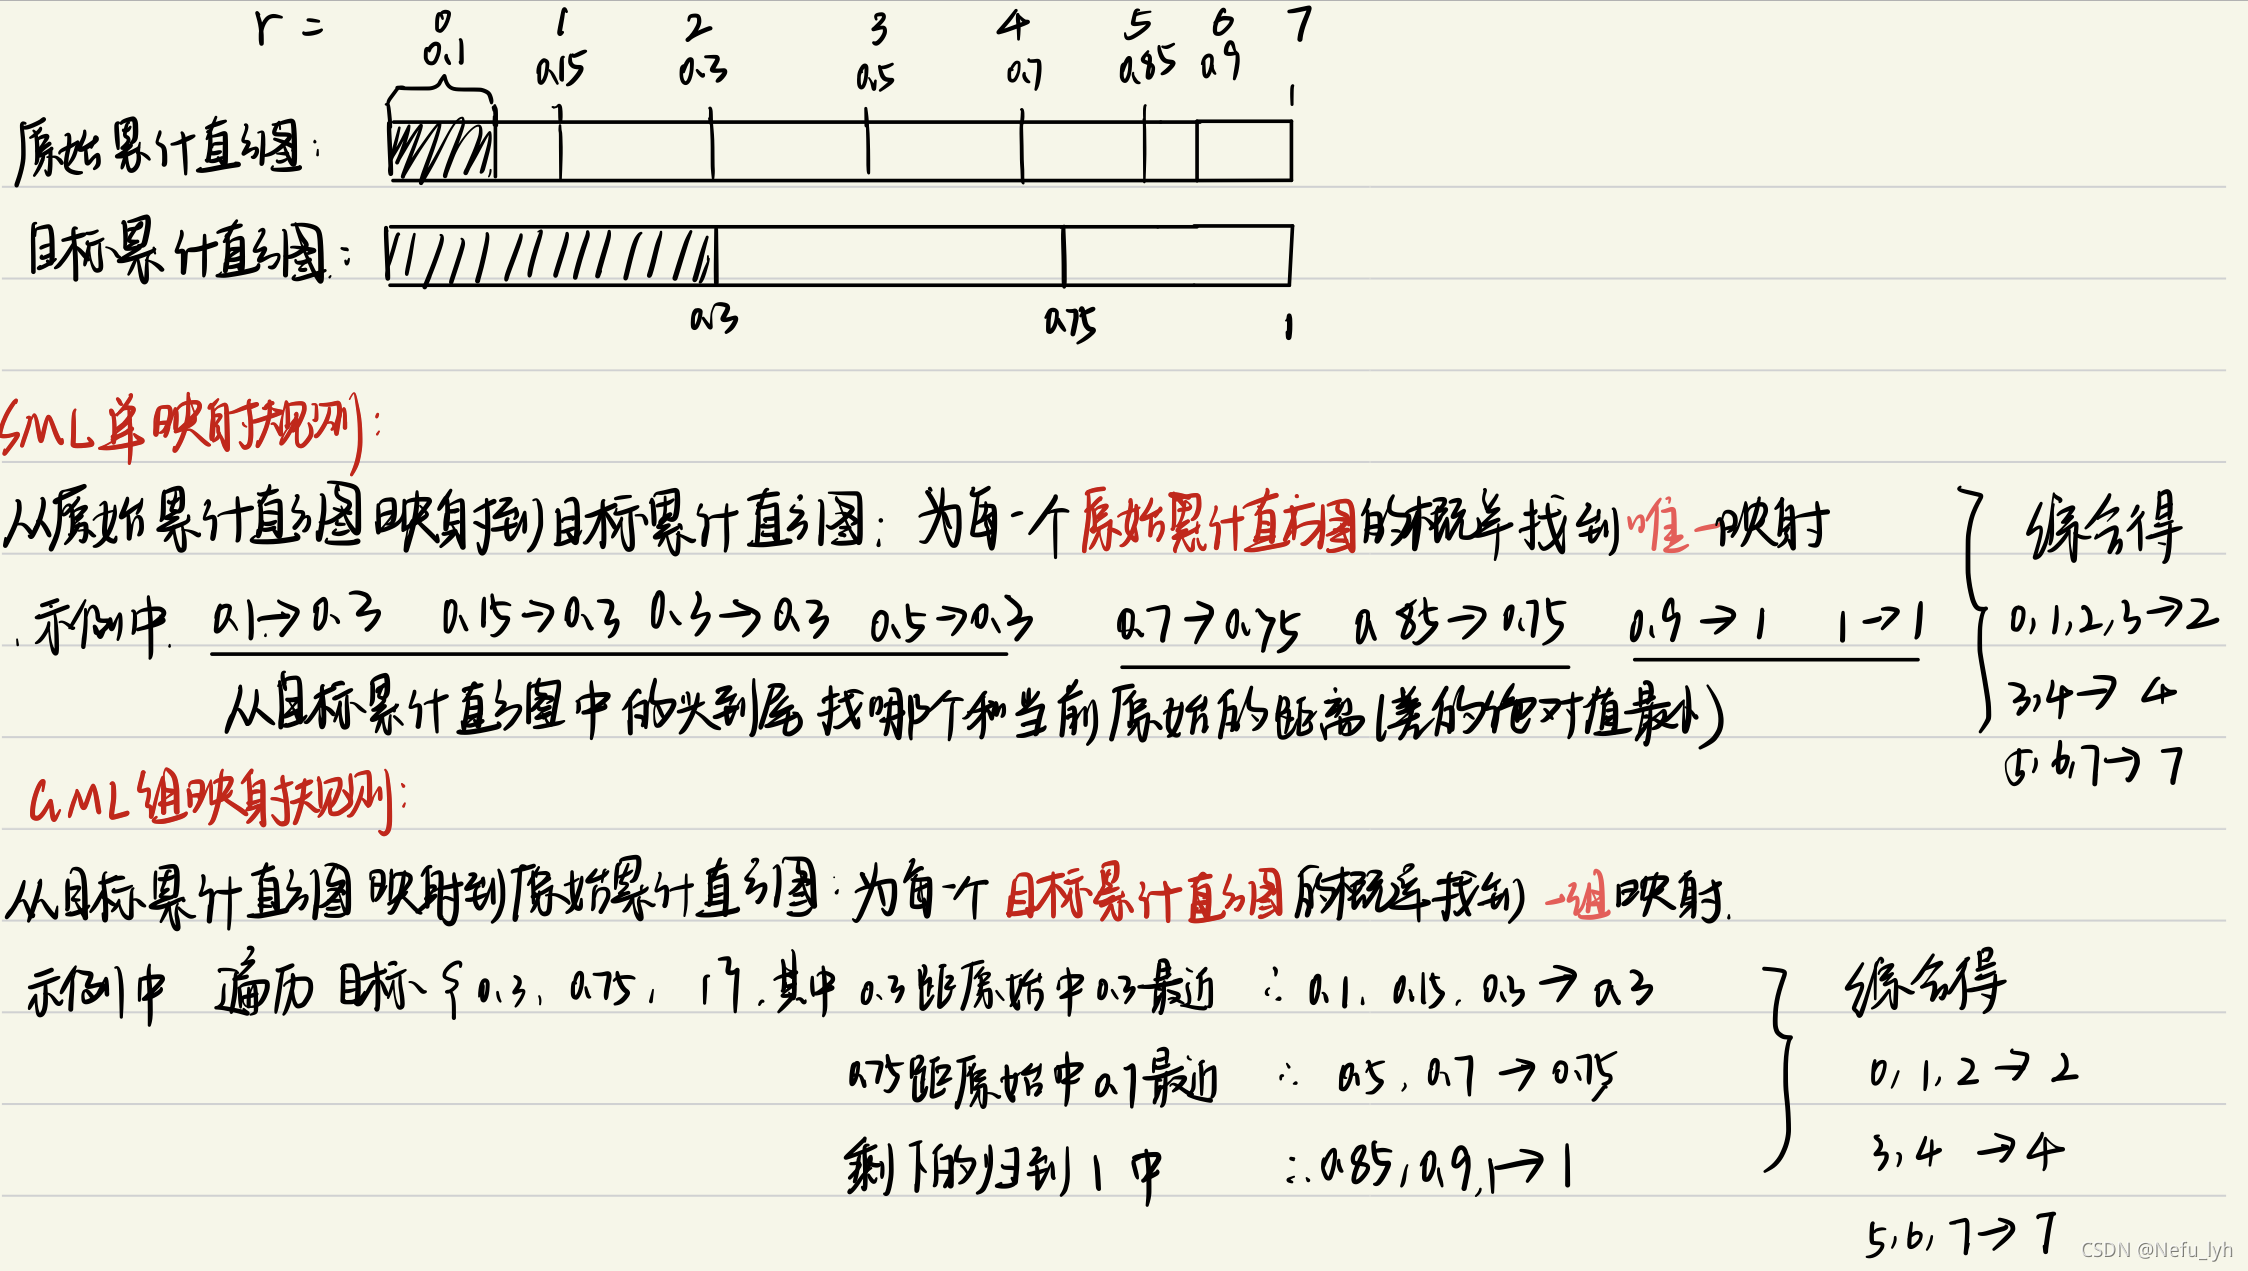 r = 0 1 2 3 4 5 6 7
0.1 0.15 0.3 0.5 0.7 0.85 0.9 1
原始累计直方图:
目标累计直方图:
0.3 0.75 1
SML单映射规则:
从原始累计直方图映射到目标累计直方图: 为每一个原始累计直方图的概率找到唯一映射
示例中. 0.1→0.3 0.15→0.3 0.3→0.3 0.5→0.3 0.7→0.75 0.85→0.75 0.9→1 1→1
从目标累计直方图中的头到尾找哪个和当前原始的距离(差的绝对值最小)
综合得
0,1,2,3→2
3,4→4
5,6,7→7
GML组映射规则:
从目标累计直方图映射到原始累计直方图: 为每一个目标累计直方图的概率找到一组映射.
示例中 遍历目标{0.3, 0.75, 1}. 其中0.3距原始中0.3最近 ∴ 0.1, 0.15, 0.3→0.3
0.75距原始中0.7最近 ∴ 0.5, 0.7→0.75
剩下的归到1中 ∴ 0.85, 0.9, 1→1
综合得
0,1,2→2
3,4→4
5,6,7→7
CSDN @Nefu_lyh